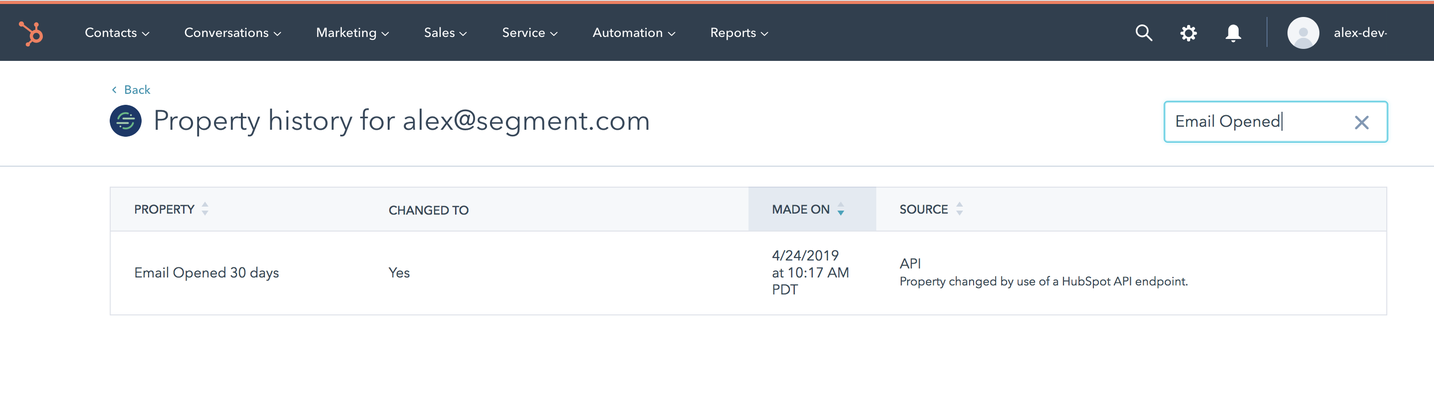 Contacts Conversations Marketing Sales Service Automation Reports alex-dev-
Back
Property history for alex@segment.com
Email Opened
PROPERTY CHANGED TO MADE ON SOURCE
Email Opened 30 days
Yes
4/24/2019
at 10:17 AM
PDT
API
Property changed by use of a HubSpot API endpoint.